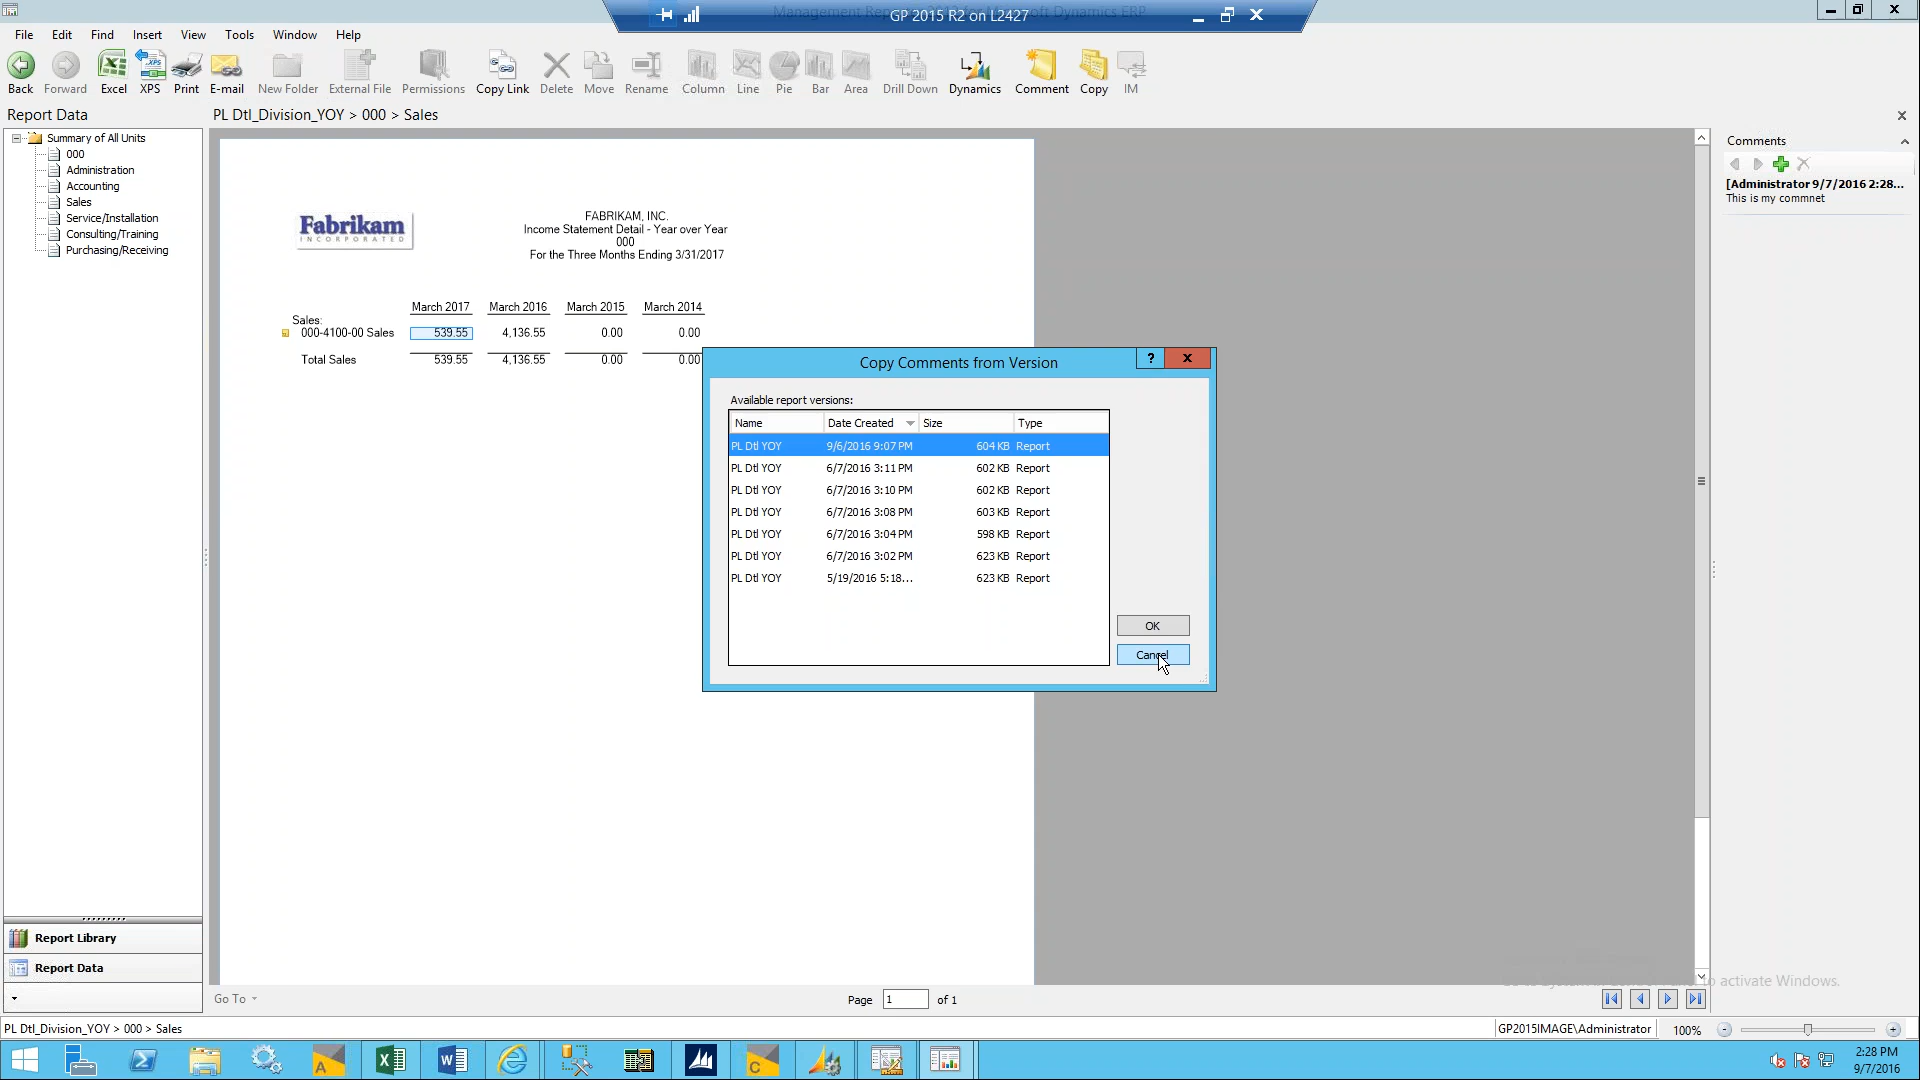 GP 2015 R2 on L2427
File Edit Find Insert View Tools Window Help
Back Forward Excel XPS Print E-mail New Folder External File Permissions Copy Link Delete Move Rename Column Line Pie Bar Area Drill Down Dynamics Comment Copy IM
Report Data
PL Dtl_Division_YOY > 000 > Sales
Summary of All Units
000
Administration
Accounting
Sales
Service/Installation
Consulting/Training
Purchasing/Receiving
Fabrikam
INCORPORATED
FABRIKAM, INC.
Income Statement Detail - Year over Year
000
For the Three Months Ending 3/31/2017
March 2017 March 2016 March 2015 March 2014
Sales:
000-4100-00 Sales 539.55 4,136.55 0.00 0.00
Total Sales 539.55 4,136.55 0.00 0.00
Copy Comments from Version
?
Available report versions:
Name Date Created Size Type
PL Dtl YOY 9/6/2016 9:07 PM 604 KB Report
PL Dtl YOY 6/7/2016 3:11 PM 602 KB Report
PL Dtl YOY 6/7/2016 3:10 PM 602 KB Report
PL Dtl YOY 6/7/2016 3:08 PM 603 KB Report
PL Dtl YOY 6/7/2016 3:04 PM 598 KB Report
PL Dtl YOY 6/7/2016 3:02 PM 623 KB Report
PL Dtl YOY 5/19/2016 5:18... 623 KB Report
OK
Cancel
Comments
[Administrator 9/7/2016 2:28...
This is my commnet
Report Library
Report Data
Go To
Page 1 of 1
to activate Windows.
PL Dtl_Division_YOY > 000 > Sales
GP2015IMAGE\Administrator 100%
2:28 PM
9/7/2016